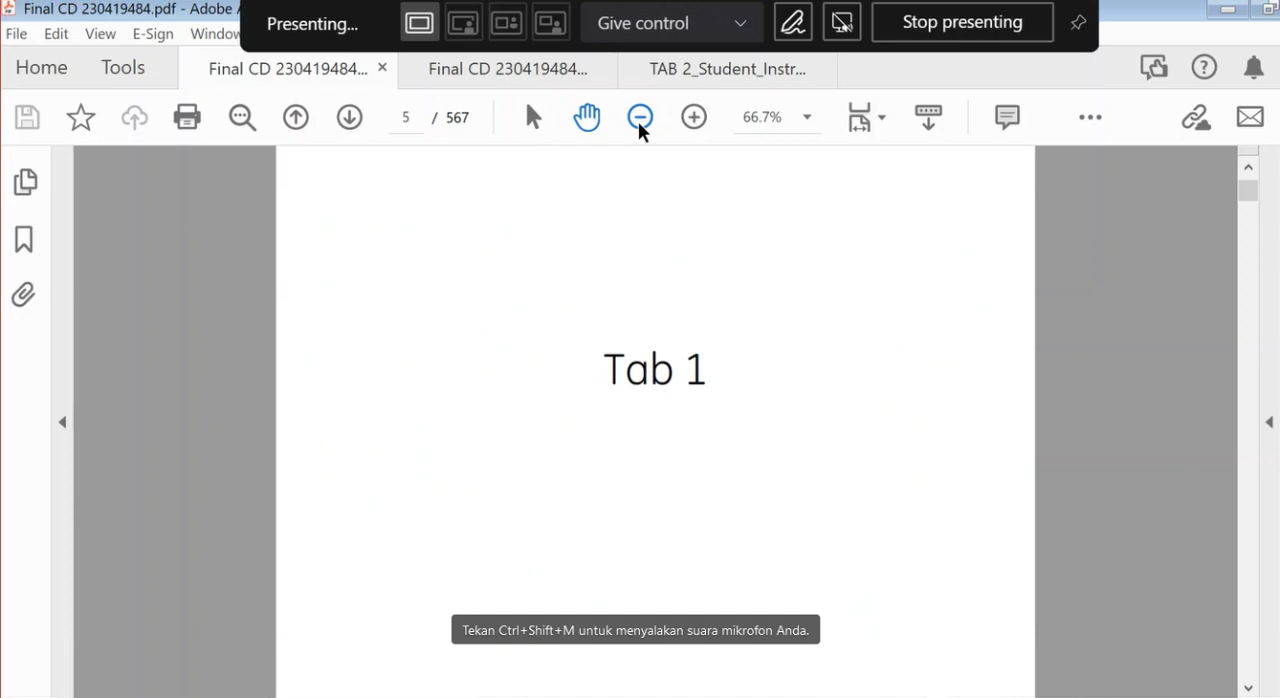 Final CD 230419484.pdf - Adobe A
Presenting...
Give control
Stop presenting
File Edit View E-Sign Window
Home Tools Final CD 230419484... × Final CD 230419484... TAB 2_Student_Instr...
5 / 567 66.7%
Tab 1
Tekan Ctrl+Shift+M untuk menyalakan suara mikrofon Anda.